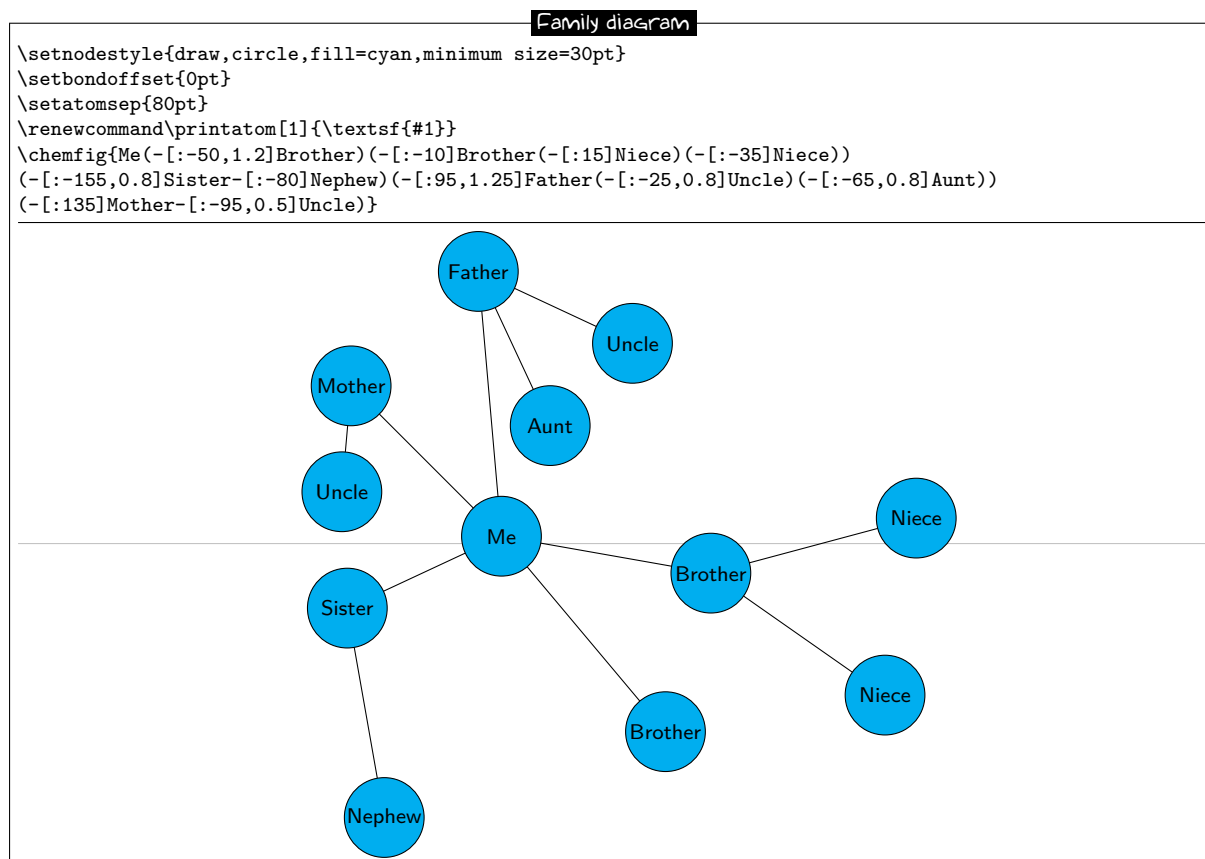 Family diagram
\setnodestyle{draw,circle,fill=cyan,minimum size=30pt}
\setbondoffset{0pt}
\setatomsep{80pt}
\renewcommand\printatom[1]{\textsf{#1}}
\chemfig{Me(-[:-50,1.2]Brother)(-[:-10]Brother(-[:15]Niece)(-[:-35]Niece))
(-[:-155,0.8]Sister-[:-80]Nephew)(-[:95,1.25]Father(-[:-25,0.8]Uncle)(-[:-65,0.8]Aunt))
(-[:135]Mother-[:-95,0.5]Uncle)}
Father
Uncle
Mother
Aunt
Uncle
Niece
Me
Brother
Sister
Niece
Brother
Nephew